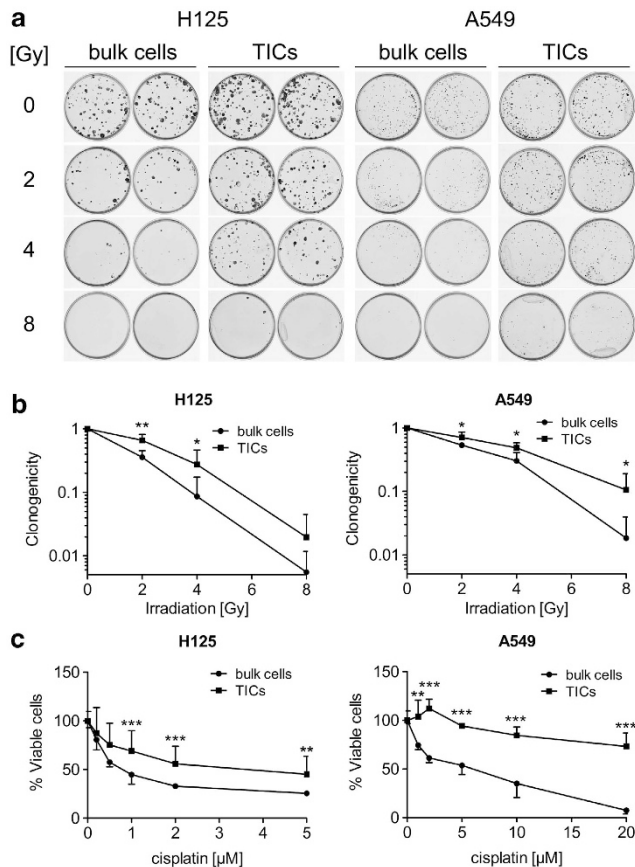 a
H125 A549
[Gy] bulk cells TICs bulk cells TICs
0
2
4
8
b
H125
bulk cells
TICs
Clonogenicity
1
0.1
0.01
** *
0 2 4 6 8
Irradiation [Gy]
A549
bulk cells
TICs
Clonogenicity
1
0.1
0.01
* * *
0 2 4 6 8
Irradiation [Gy]
c
H125
bulk cells
TICs
% Viable cells
150
100
50
0
*** *** **
0 1 2 3 4 5
cisplatin [µM]
A549
bulk cells
TICs
% Viable cells
150
100
50
0
** *** *** *** ***
0 5 10 15 20
cisplatin [µM]